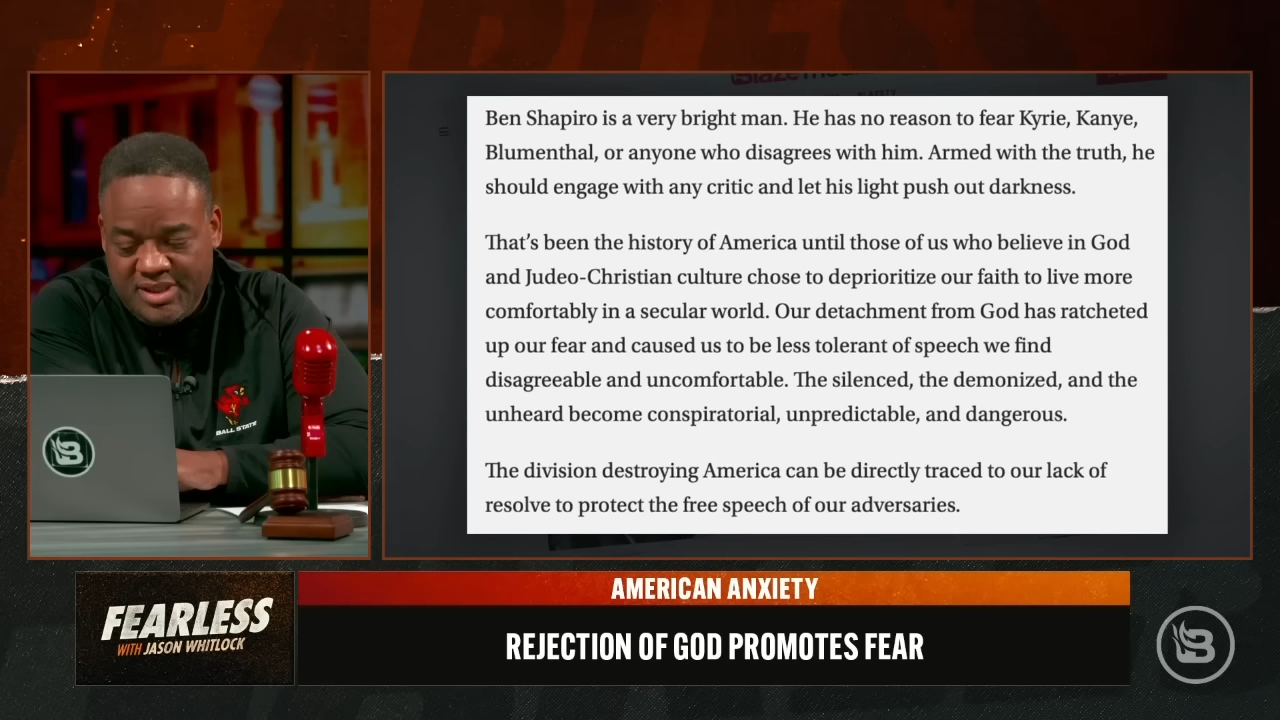 Ben Shapiro is a very bright man. He has no reason to fear Kyrie, Kanye,
Blumenthal, or anyone who disagrees with him. Armed with the truth, he
should engage with any critic and let his light push out darkness.
That’s been the history of America until those of us who believe in God
and Judeo-Christian culture chose to deprioritize our faith to live more
comfortably in a secular world. Our detachment from God has ratcheted
up our fear and caused us to be less tolerant of speech we find
disagreeable and uncomfortable. The silenced, the demonized, and the
unheard become conspiratorial, unpredictable, and dangerous.
The division destroying America can be directly traced to our lack of
resolve to protect the free speech of our adversaries.
BALL STATE
B
AMERICAN ANXIETY
REJECTION OF GOD PROMOTES FEAR
FEARLESS
WITH JASON WHITLOCK
B